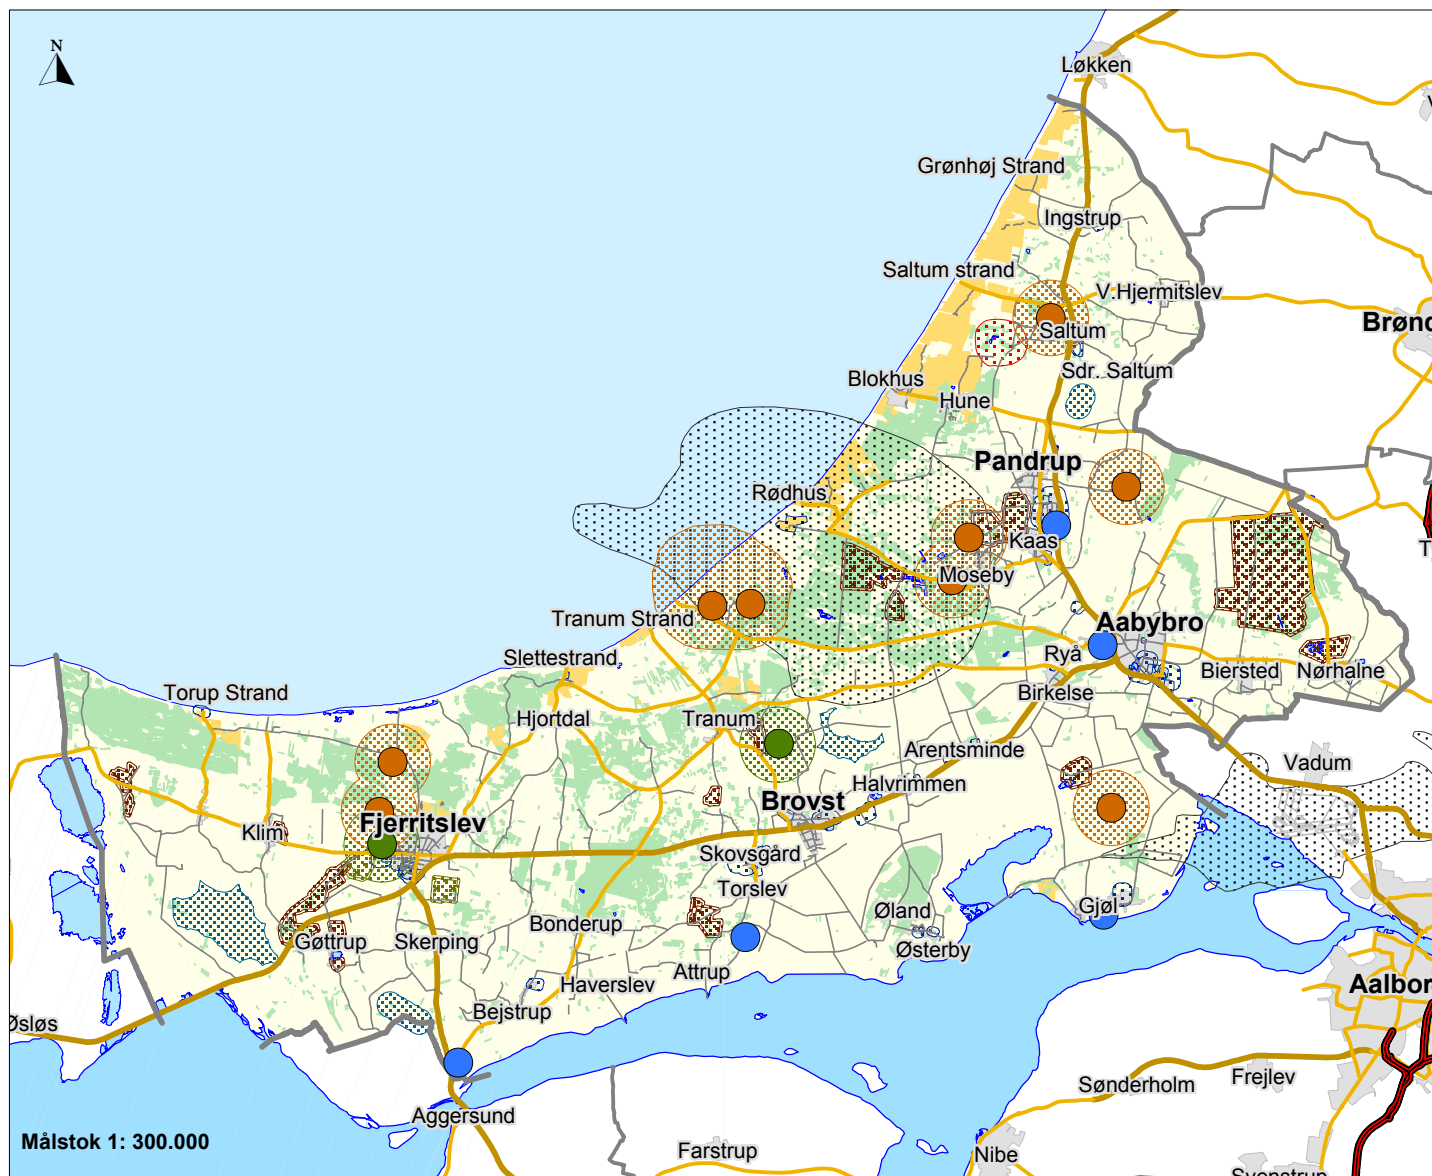 N
Løkken
V
Grønhøj Strand
Ingstrup
Saltum strand
V.Hjermitslev
Saltum
Brønd
Sdr. Saltum
Blokhus
Hune
Pandrup
Rødhus
Kaas
T
Moseby
Tranum Strand
Aabybro
Ryå
Slettestrand
Biersted
Nørhalne
Birkelse
Torup Strand
Hjortdal
Tranum
Arentsminde
Vadum
Halvrimmen
Brovst
Klim
Fjerritslev
Skovsgård
Torslev
Gjøl
Øland
Bonderup
Gøttrup
Skerping
Østerby
Attrup
Haverslev
Aalbor
Bejstrup
Øsløs
Frejlev
Sønderholm
Aggersund
Målstok 1: 300.000
Farstrup
Nibe
Svenstrup